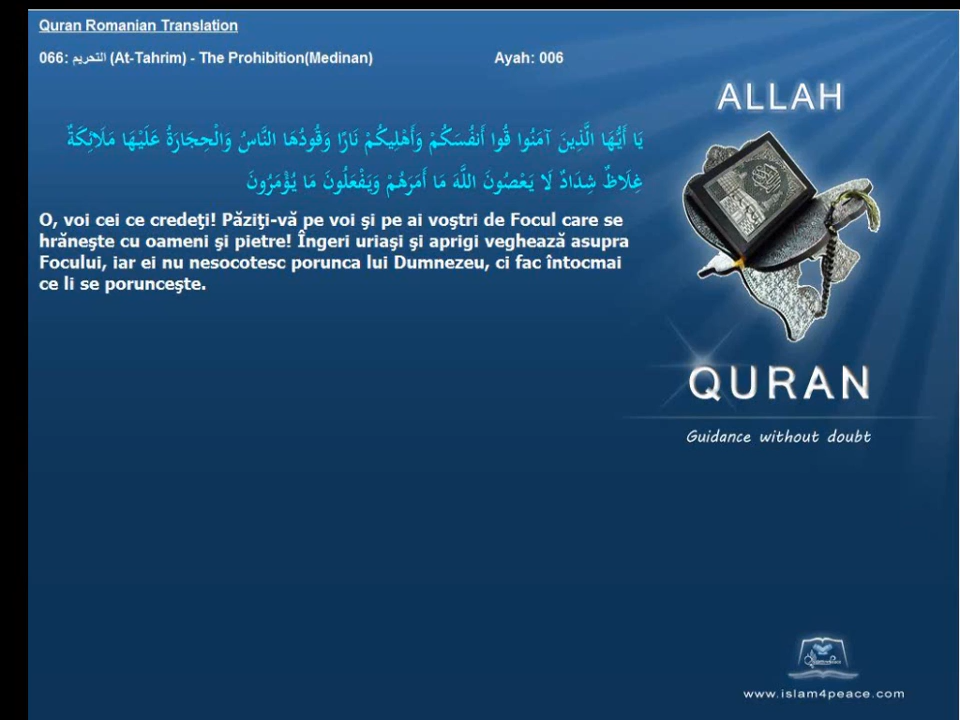 Quran Romanian Translation
066: التحريم (At-Tahrim) - The Prohibition(Medinan) Ayah: 006
ALLAH
يَا أَيُّهَا الَّذِينَ آمَنُوا قُوا أَنفُسَكُمْ وَأَهْلِيكُمْ نَارًا وَقُودُهَا النَّاسُ وَالْحِجَارَةُ عَلَيْهَا مَلَائِكَةٌ
غِلَاظٌ شِدَادٌ لَا يَعْصُونَ اللَّهَ مَا أَمَرَهُمْ وَيَفْعَلُونَ مَا يُؤْمَرُونَ
O, voi cei ce credeţi! Păziţi-vă pe voi şi pe ai voştri de Focul care se
hrăneşte cu oameni şi pietre! Îngeri uriaşi şi aprigi veghează asupra
Focului, iar ei nu nesocotesc porunca lui Dumnezeu, ci fac întocmai
ce li se porunceşte.
QURAN
Guidance without doubt
www.islam4peace.com